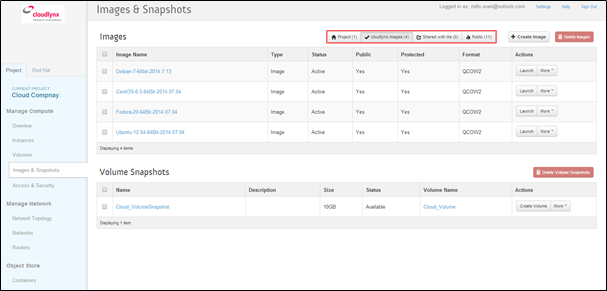 cloudlynx
Images & Snapshots
Logged in as: mdis.evan@outlook.com Settings Help Sign Out
Project Red Hat
CURRENT PROJECT
Cloud Compnay
Manage Compute
Overview
Instances
Volumes
Images & Snapshots
Access & Security
Manage Network
Network Topology
Networks
Routers
Object Store
Containers
Images
Project (1) cloudlynx images (4) Shared with Me (0) Public (11)
Create Image Delete Images
Image Name Type Status Public Protected Format Actions
Debian-7-64bit-2014.7.13 Image Active Yes Yes QCOW2 Launch More
CentOS-6.5-64Bit-2014.07.04 Image Active Yes Yes QCOW2 Launch More
Fedora-20-64Bit-2014.07.04 Image Active Yes Yes QCOW2 Launch More
Ubuntu-12.04-64Bit-2014.07.04 Image Active Yes Yes QCOW2 Launch More
Displaying 4 items
Volume Snapshots
Delete Volume Snapshots
Name Description Size Status Volume Name Actions
Cloud_VolumeSnapshot 10GB Available Cloud_Volume Create Volume More
Displaying 1 item